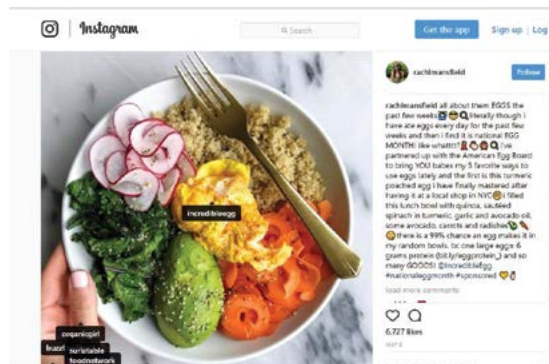 Instagram
Search
Get the app
Sign up | Log
rachlmansfield
Follow
rachlmansfield all about them EGGS the
past few weeks literally though i
have ate eggs every day for the past few
weeks and then i find it is national EGG
MONTH! like whattt!? I've
partnered up with the American Egg Board
to bring YOU babes my 5 favorite ways to
use eggs lately and the first is this turmeric
poached egg i have finally mastered after
having it at a local shop in NYC i filled
this lunch bowl with quinoa, sautéed
spinach in turmeric, garlic and avocado oil,
some avocado, carrots and radishes
there is a 99% chance an egg makes it in
my random bowls. bc one large egg= 6
grams protein (bit.ly/eggprotein_) and so
many GOODS! @IncredibleEgg
#nationaleggmonth #sponsored
load more comments
6,727 likes
incredibleegg
organicgirl
foodnetwork